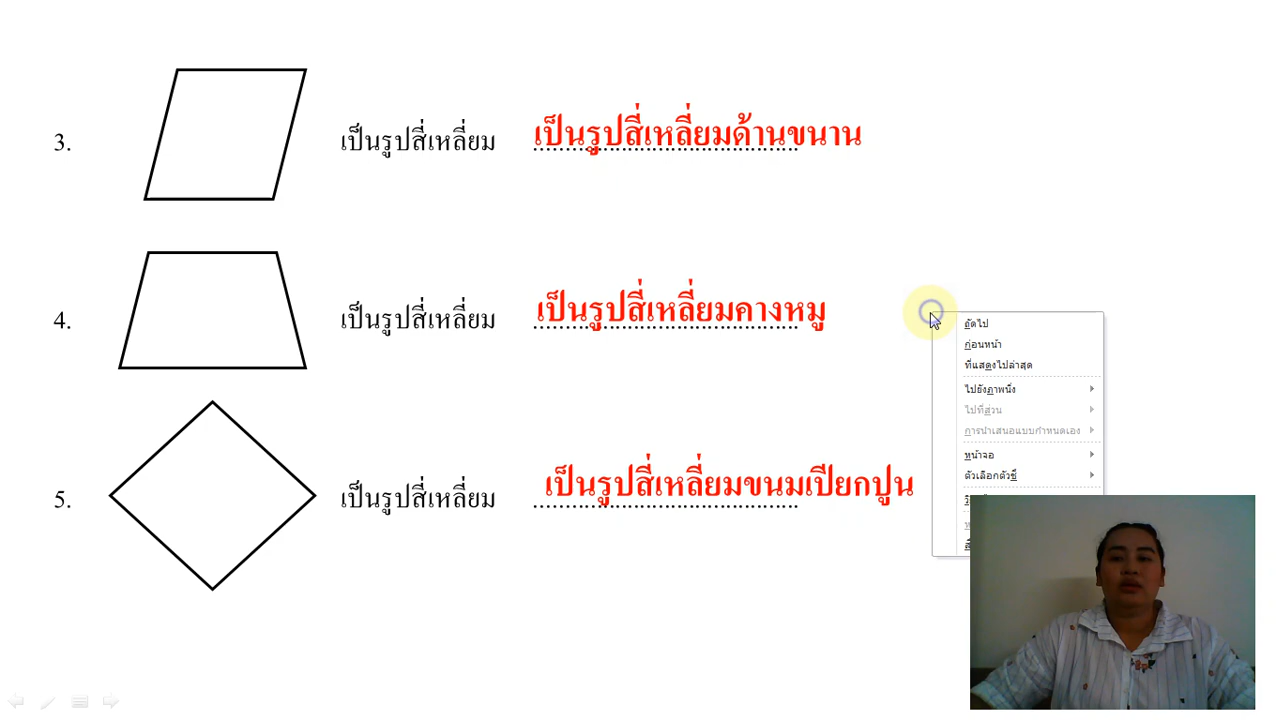 3. เป็นรูปสี่เหลี่ยม เป็นรูปสี่เหลี่ยมด้านขนาน
4. เป็นรูปสี่เหลี่ยม เป็นรูปสี่เหลี่ยมคางหมู
5. เป็นรูปสี่เหลี่ยม เป็นรูปสี่เหลี่ยมขนมเปียกปูน
ถัดไป
ก่อนหน้า
ที่แสดงไปล่าสุด
ไปยังภาพนิ่ง
ไปที่ส่วน
การนำเสนอแบบกำหนดเอง
หน้าจอ
ตัวเลือกตัวชี้